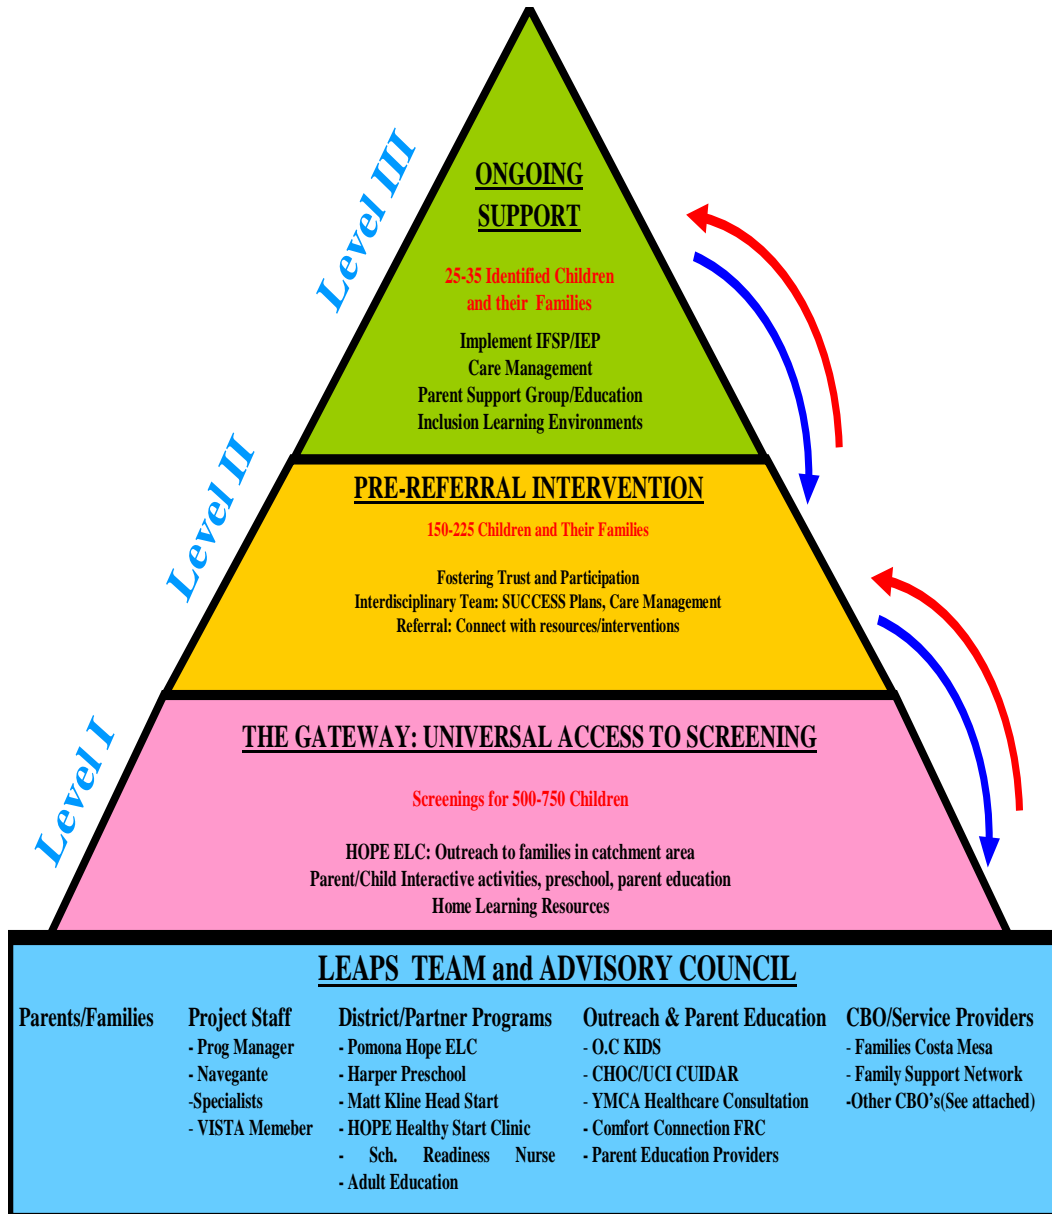 Level III
ONGOING
SUPPORT
25-35 Identified Children
and their Families
Implement IFSP/IEP
Care Management
Parent Support Group/Education
Inclusion Learning Environments
Level II
PRE-REFERRAL INTERVENTION
150-225 Children and Their Families
Fostering Trust and Participation
Interdisciplinary Team: SUCCESS Plans, Care Management
Referral: Connect with resources/interventions
Level I
THE GATEWAY: UNIVERSAL ACCESS TO SCREENING
Screenings for 500-750 Children
HOPE ELC: Outreach to families in catchment area
Parent/Child Interactive activities, preschool, parent education
Home Learning Resources
LEAPS TEAM and ADVISORY COUNCIL
Parents/Families
Project Staff
- Prog Manager
- Navegante
-Specialists
- VISTA Memeber
District/Partner Programs
- Pomona Hope ELC
- Harper Preschool
- Matt Kline Head Start
- HOPE Healthy Start Clinic
- Sch. Readiness Nurse
- Adult Education
Outreach & Parent Education
- O.C KIDS
- CHOC/UCI CUIDAR
- YMCA Healthcare Consultation
- Comfort Connection FRC
- Parent Education Providers
CBO/Service Providers
- Families Costa Mesa
- Family Support Network
-Other CBO's(See attached)